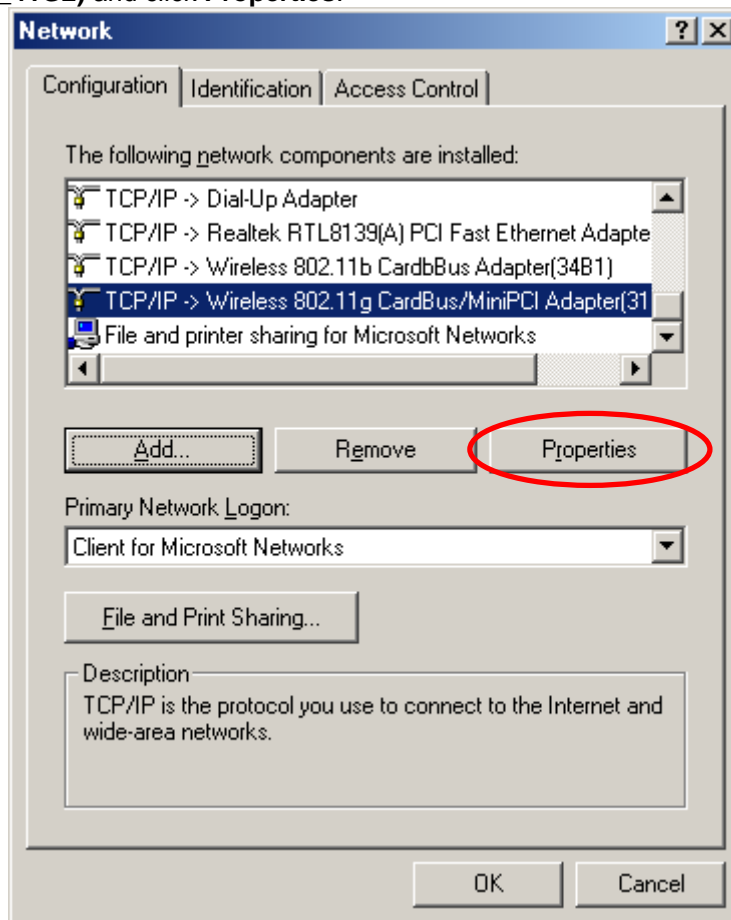 and click Properties.
Network
Configuration
Identification
Access Control
The following network components are installed:
TCP/IP -> Dial-Up Adapter
TCP/IP -> Realtek RTL8139(A) PCI Fast Ethernet Adapte
TCP/IP -> Wireless 802.11b CardbBus Adapter(34B1)
TCP/IP -> Wireless 802.11g CardBus/MiniPCI Adapter(31
File and printer sharing for Microsoft Networks
Add...
Remove
Properties
Primary Network Logon:
Client for Microsoft Networks
File and Print Sharing...
Description
TCP/IP is the protocol you use to connect to the Internet and
wide-area networks.
OK
Cancel